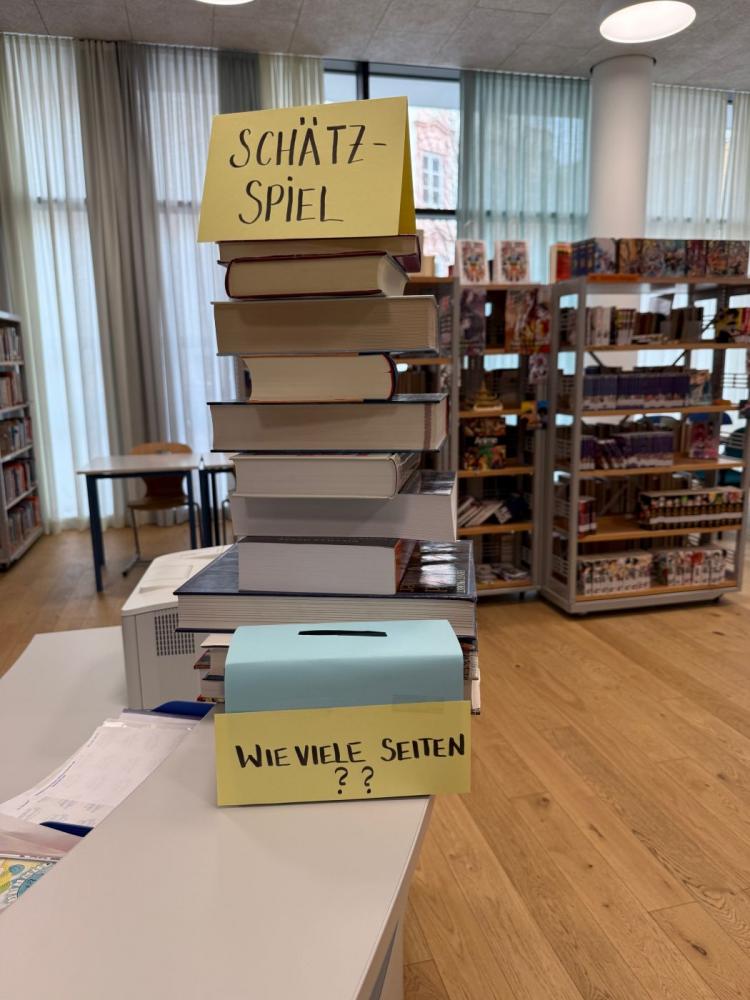 SCHÄTZ-
SPIEL
WIE VIELE SEITEN
??